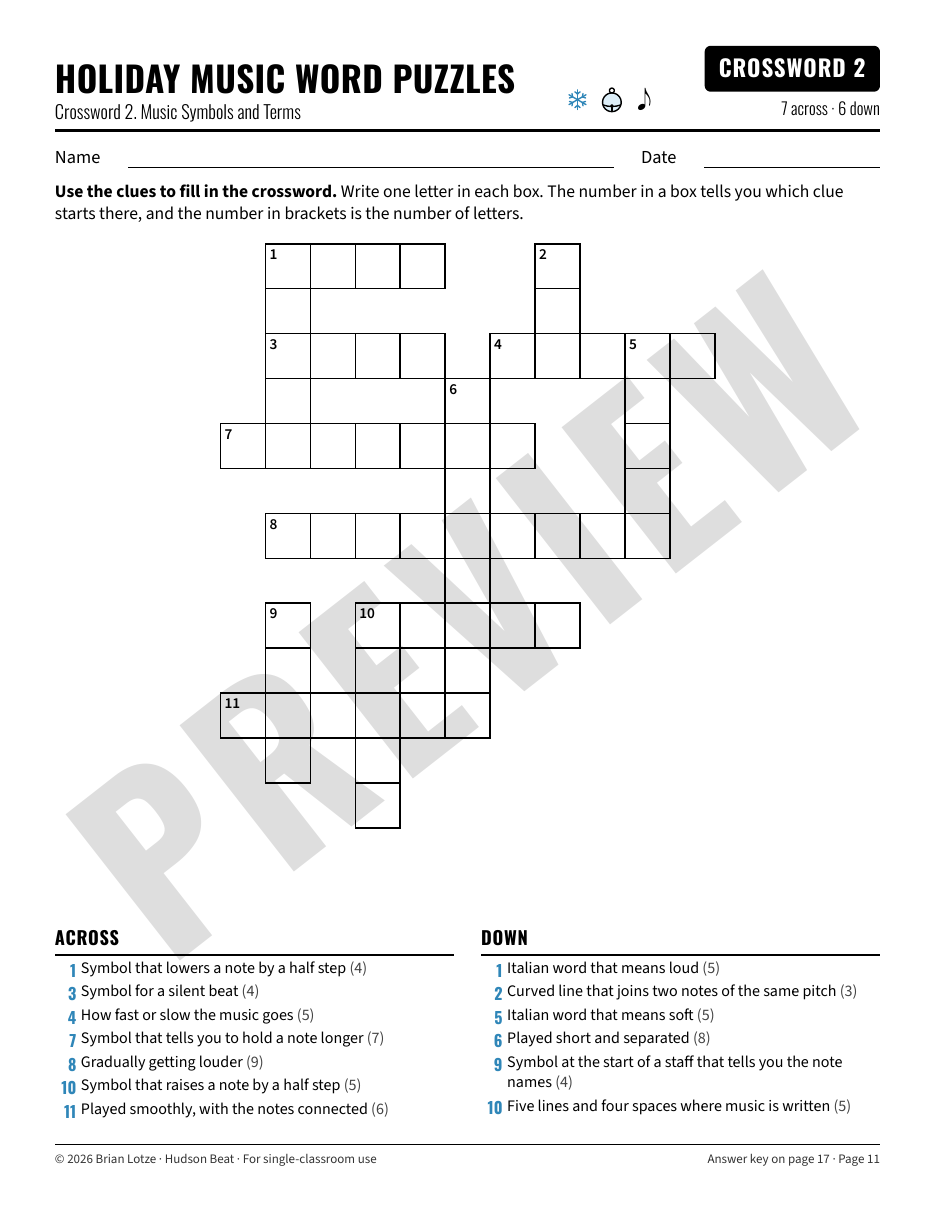 HOLIDAY MUSIC WORD PUZZLES
Crossword 2. Music Symbols and Terms
CROSSWORD 2
7 across · 6 down
Name
Date
Use the clues to fill in the crossword. Write one letter in each box. The number in a box tells you which clue
starts there, and the number in brackets is the number of letters.
1
2
3
4
5
6
7
8
9
10
11
PREVIEW
ACROSS
1 Symbol that lowers a note by a half step (4)
3 Symbol for a silent beat (4)
4 How fast or slow the music goes (5)
7 Symbol that tells you to hold a note longer (7)
8 Gradually getting louder (9)
10 Symbol that raises a note by a half step (5)
11 Played smoothly, with the notes connected (6)
DOWN
1 Italian word that means loud (5)
2 Curved line that joins two notes of the same pitch (3)
5 Italian word that means soft (5)
6 Played short and separated (8)
9 Symbol at the start of a staff that tells you the note
names (4)
10 Five lines and four spaces where music is written (5)
© 2026 Brian Lotze · Hudson Beat · For single-classroom use
Answer key on page 17 · Page 11